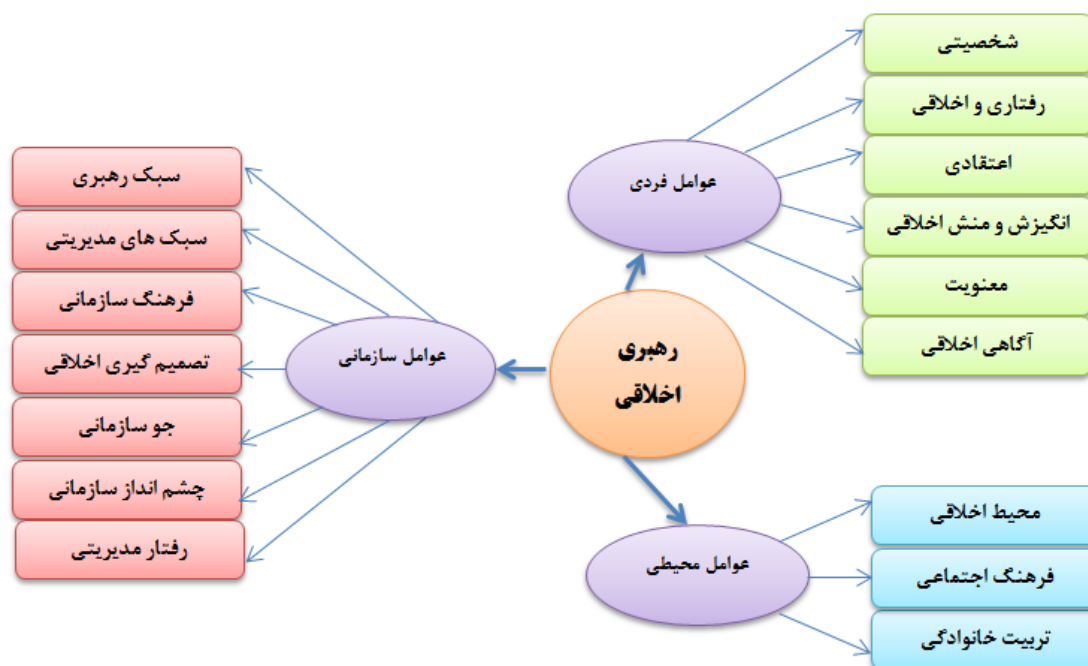 رهبری
اخلاقی
عوامل فردی
شخصیتی
رفتاری و اخلاقی
اعتقادی
انگیزش و منش اخلاقی
معنویت
آگاهی اخلاقی
عوامل سازمانی
سبک رهبری
سبک های مدیریتی
فرهنگ سازمانی
تصمیم گیری اخلاقی
جو سازمانی
چشم انداز سازمانی
رفتار مدیریتی
عوامل محیطی
محیط اخلاقی
فرهنگ اجتماعی
تربیت خانوادگی